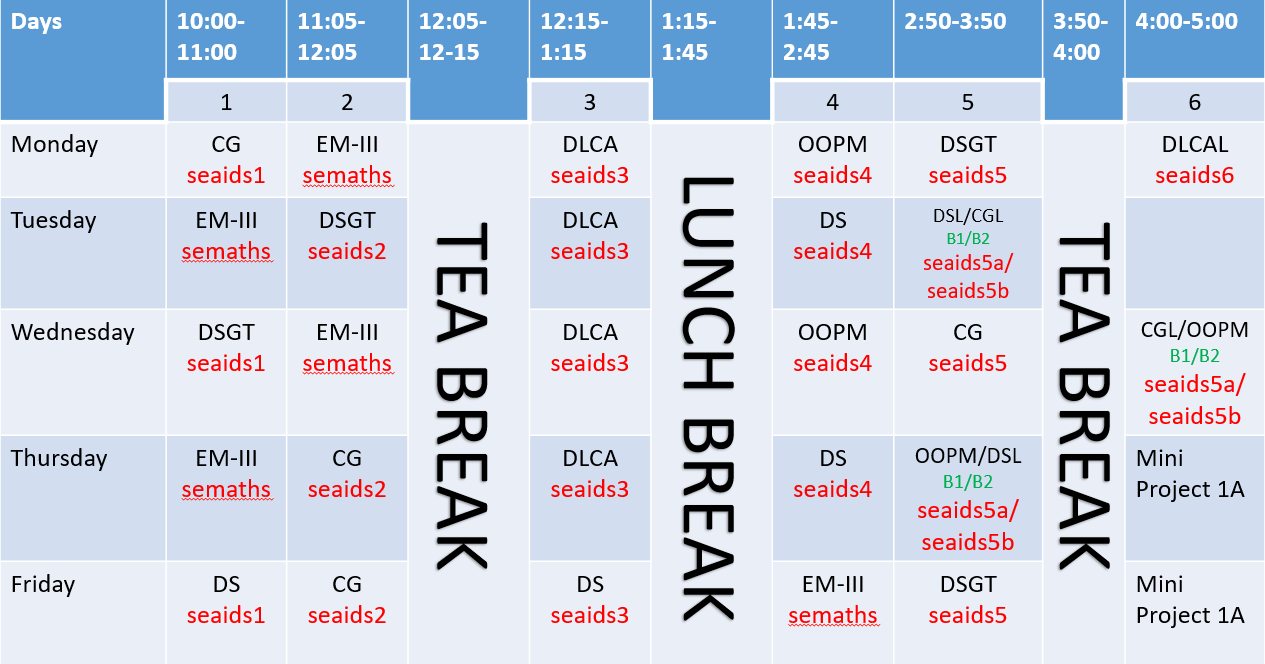 Days
10:00-
11:00
11:05-
12:05
12:05-
12-15
12:15-
1:15
1:15-
1:45
1:45-
2:45
2:50-3:50
3:50-
4:00
4:00-5:00
1
2
3
4
5
6
Monday
CG
seaids1
EM-III
semaths
DLCA
seaids3
OOPM
seaids4
DSGT
seaids5
DLCAL
seaids6
Tuesday
EM-III
semaths
DSGT
seaids2
DLCA
seaids3
DS
seaids4
DSL/CGL
B1/B2
seaids5a/
seaids5b
Wednesday
DSGT
seaids1
EM-III
semaths
DLCA
seaids3
OOPM
seaids4
CG
seaids5
CGL/OOPM
B1/B2
seaids5a/
seaids5b
Thursday
EM-III
semaths
CG
seaids2
DLCA
seaids3
DS
seaids4
OOPM/DSL
B1/B2
seaids5a/
seaids5b
Mini
Project 1A
Friday
DS
seaids1
CG
seaids2
DS
seaids3
EM-III
semaths
DSGT
seaids5
Mini
Project 1A
TEA BREAK
LUNCH BREAK
TEA BREAK